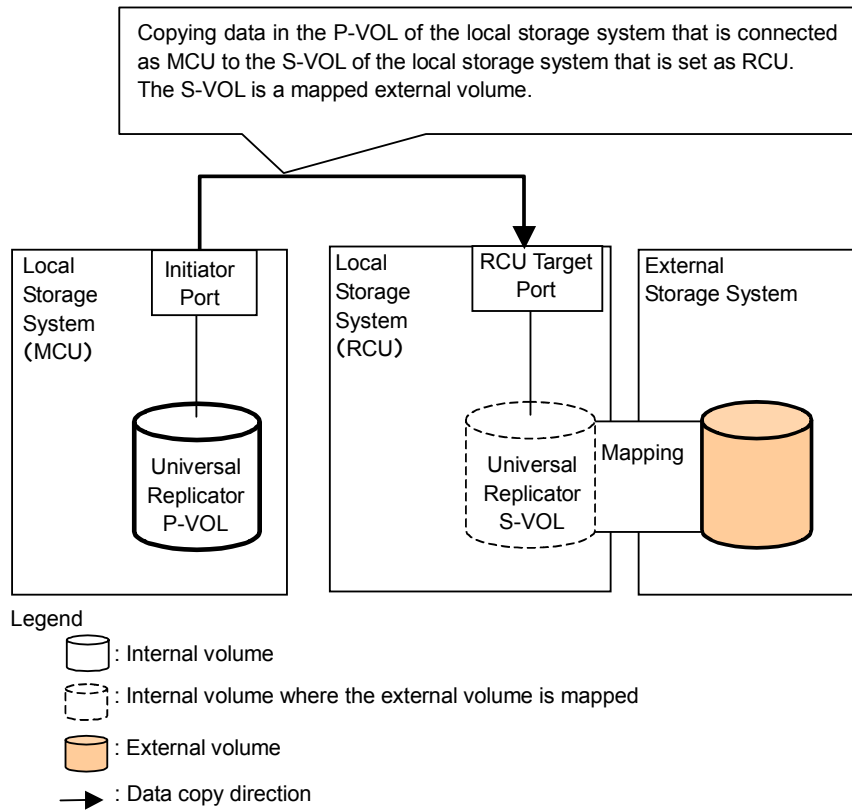 Copying data in the P-VOL of the local storage system that is connected
as MCU to the S-VOL of the local storage system that is set as RCU.
The S-VOL is a mapped external volume.
Local
Storage
System
(MCU)
Initiator
Port
Universal
Replicator
P-VOL
Local
Storage
System
(RCU)
RCU Target
Port
Universal
Replicator
S-VOL
Mapping
External
Storage System
Legend
: Internal volume
: Internal volume where the external volume is mapped
: External volume
: Data copy direction